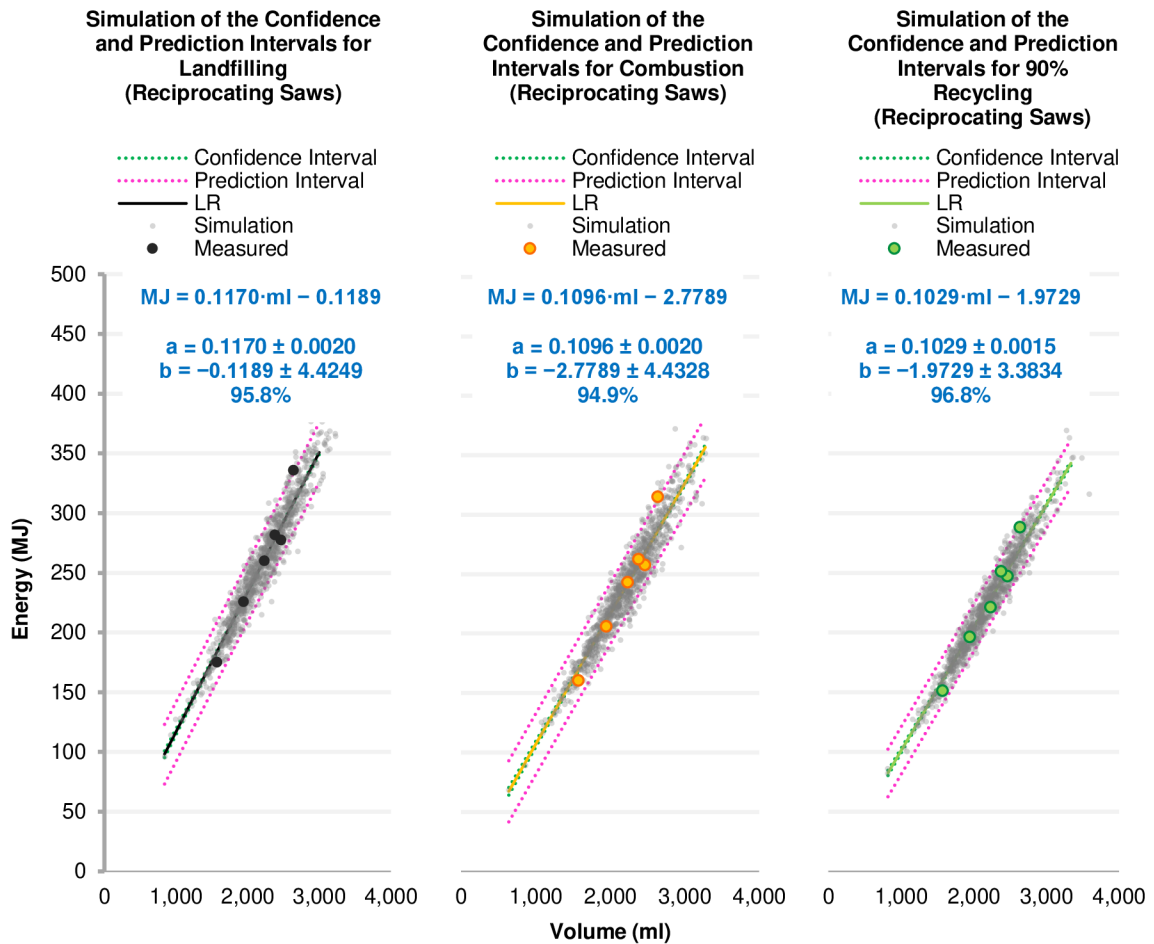 Simulation of the Confidence
and Prediction Intervals for
Landfilling
(Reciprocating Saws)
Simulation of the
Confidence and Prediction
Intervals for Combustion
(Reciprocating Saws)
Simulation of the
Confidence and Prediction
Intervals for 90%
Recycling
(Reciprocating Saws)
Confidence Interval
Prediction Interval
LR
Simulation
Measured
Confidence Interval
Prediction Interval
LR
Simulation
Measured
Confidence Interval
Prediction Interval
LR
Simulation
Measured
MJ = 0.1170·ml − 0.1189
a = 0.1170 ± 0.0020
b = −0.1189 ± 4.4249
95.8%
MJ = 0.1096·ml − 2.7789
a = 0.1096 ± 0.0020
b = −2.7789 ± 4.4328
94.9%
MJ = 0.1029·ml − 1.9729
a = 0.1029 ± 0.0015
b = −1.9729 ± 3.3834
96.8%
Energy (MJ)
500
450
400
350
300
250
200
150
100
50
0
0 1,000 2,000 3,000 4,000
0 1,000 2,000 3,000 4,000
0 1,000 2,000 3,000 4,000
Volume (ml)